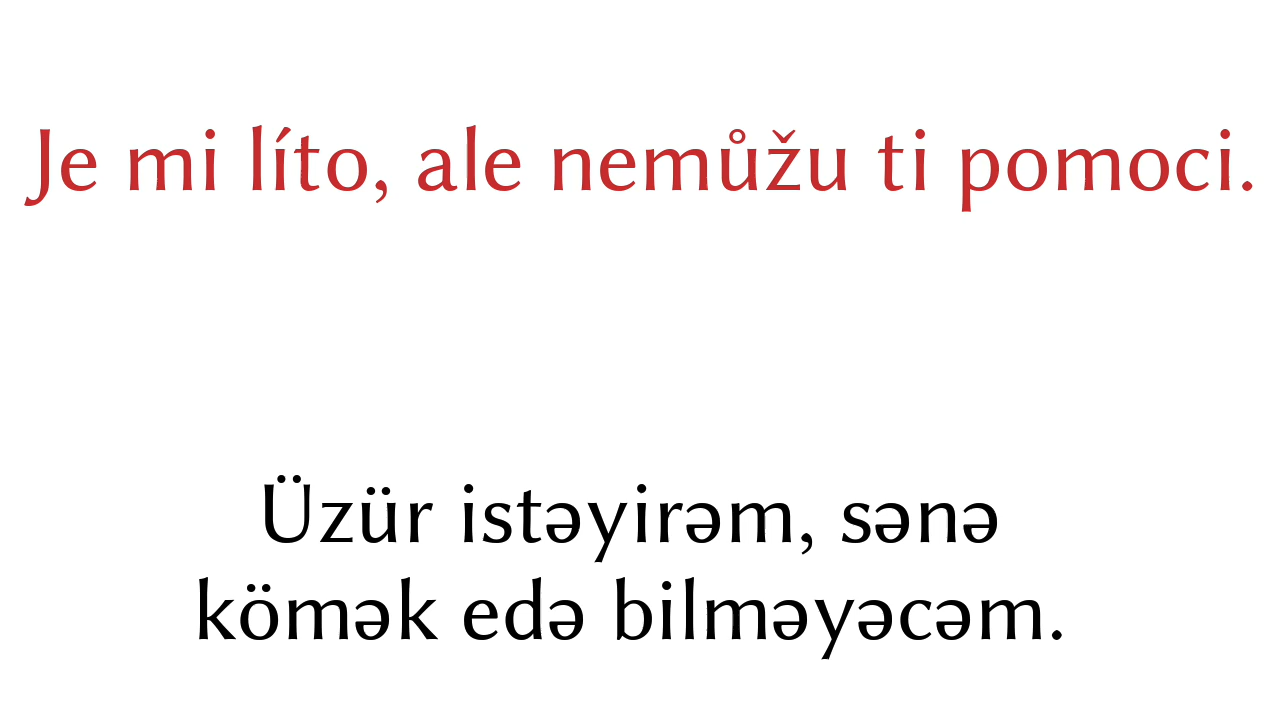 Je mi líto, ale nemůžu ti pomoci.
Üzür istəyirəm, sənə
kömək edə bilməyəcəm.